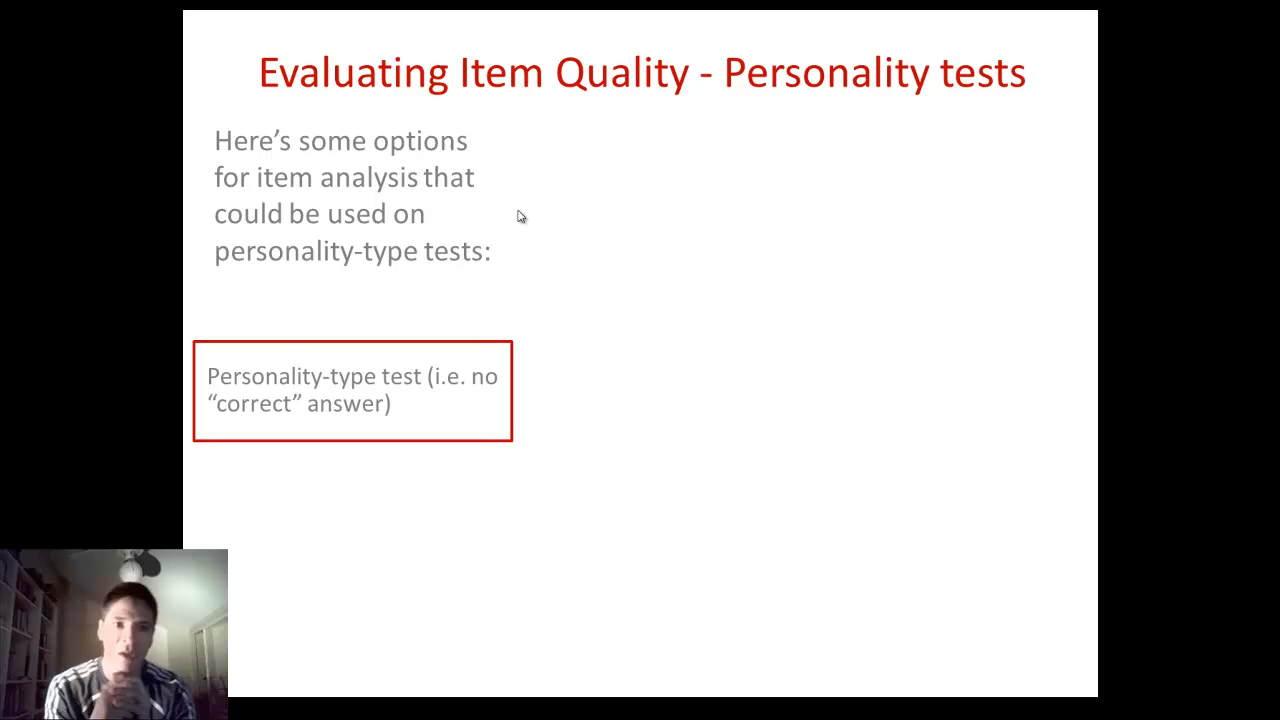 Evaluating Item Quality - Personality tests
Here’s some options
for item analysis that
could be used on
personality-type tests:
Personality-type test (i.e. no
“correct” answer)